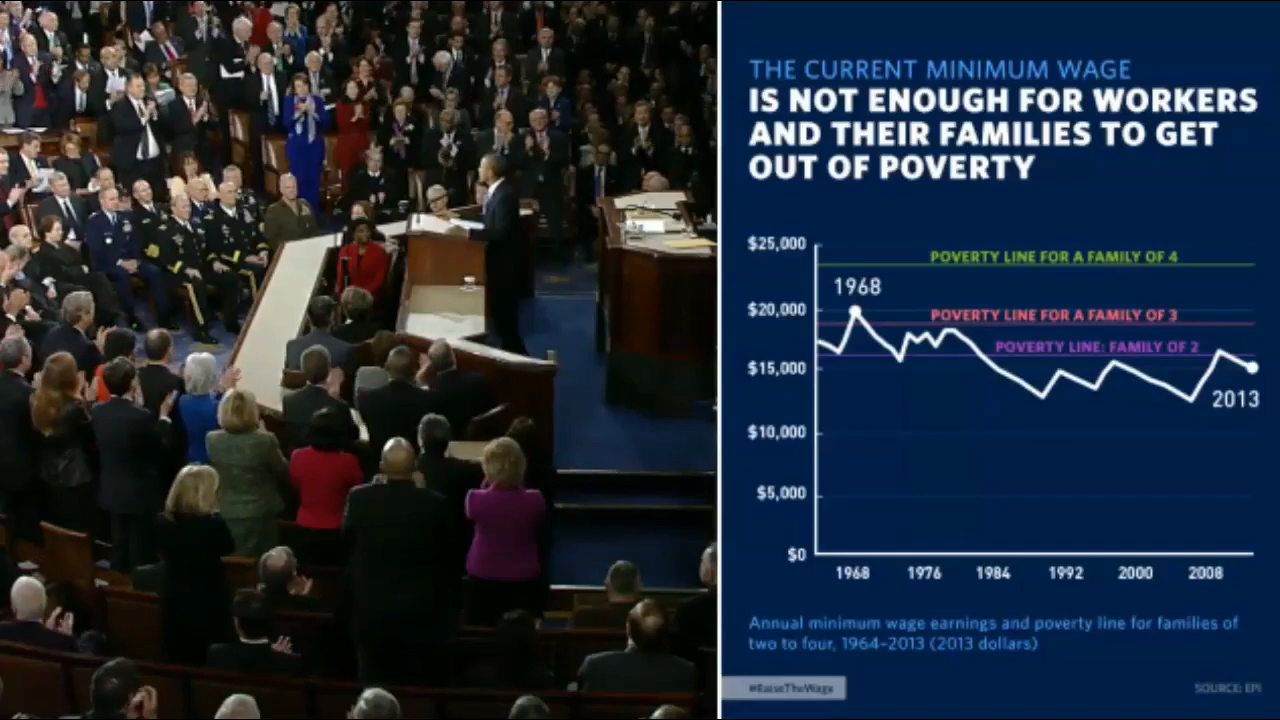 THE CURRENT MINIMUM WAGE
IS NOT ENOUGH FOR WORKERS
AND THEIR FAMILIES TO GET
OUT OF POVERTY
$25,000
POVERTY LINE FOR A FAMILY OF 4
1968
$20,000
POVERTY LINE FOR A FAMILY OF 3
POVERTY LINE: FAMILY OF 2
$15,000
2013
$10,000
$5,000
$0
1968 1976 1984 1992 2000 2008
Annual minimum wage earnings and poverty line for families of
two to four, 1964-2013 (2013 dollars)
#RaiseTheWage
SOURCE: EPI